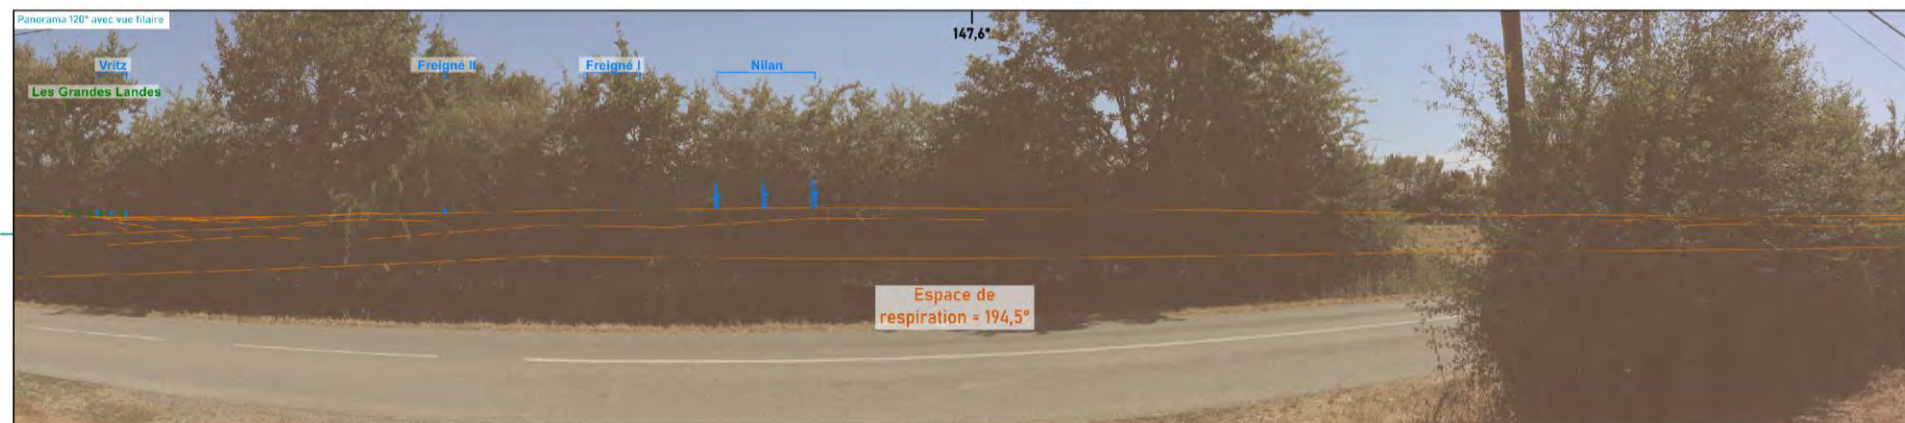 Panorama 120° avec vue filaire
147,6°
Vritz
Freigné II
Freigné I
Nilan
Les Grandes Landes
Espace de
respiration = 194,5°